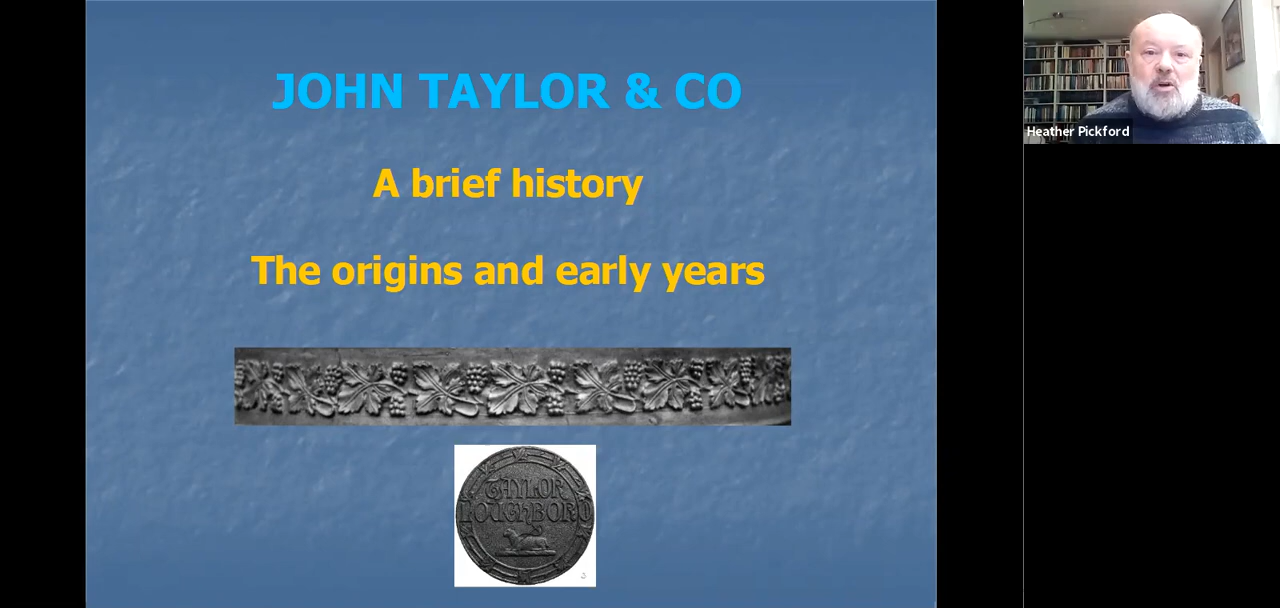 JOHN TAYLOR & CO
A brief history
The origins and early years
TAYLOR
LOUGHBORO
Heather Pickford